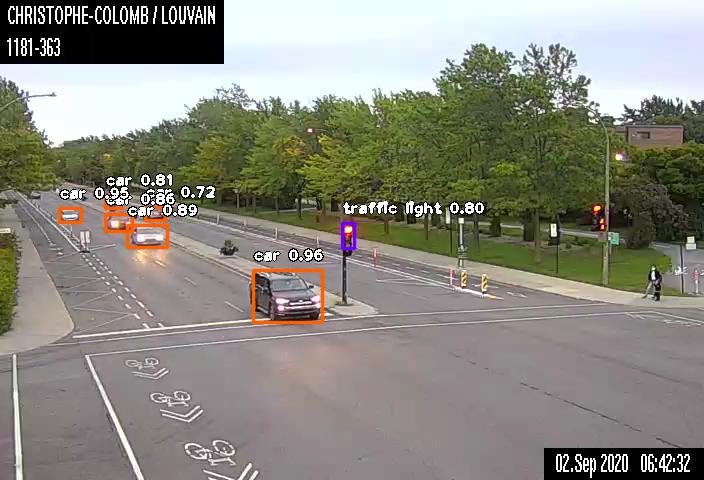 CHRISTOPHE-COLOMB / LOUVAIN
1181-363
car 0.81
car 0.95
car 0.72
car 0.86
car 0.89
traffic light 0.80
car 0.96
02.Sep 2020 06:42:32